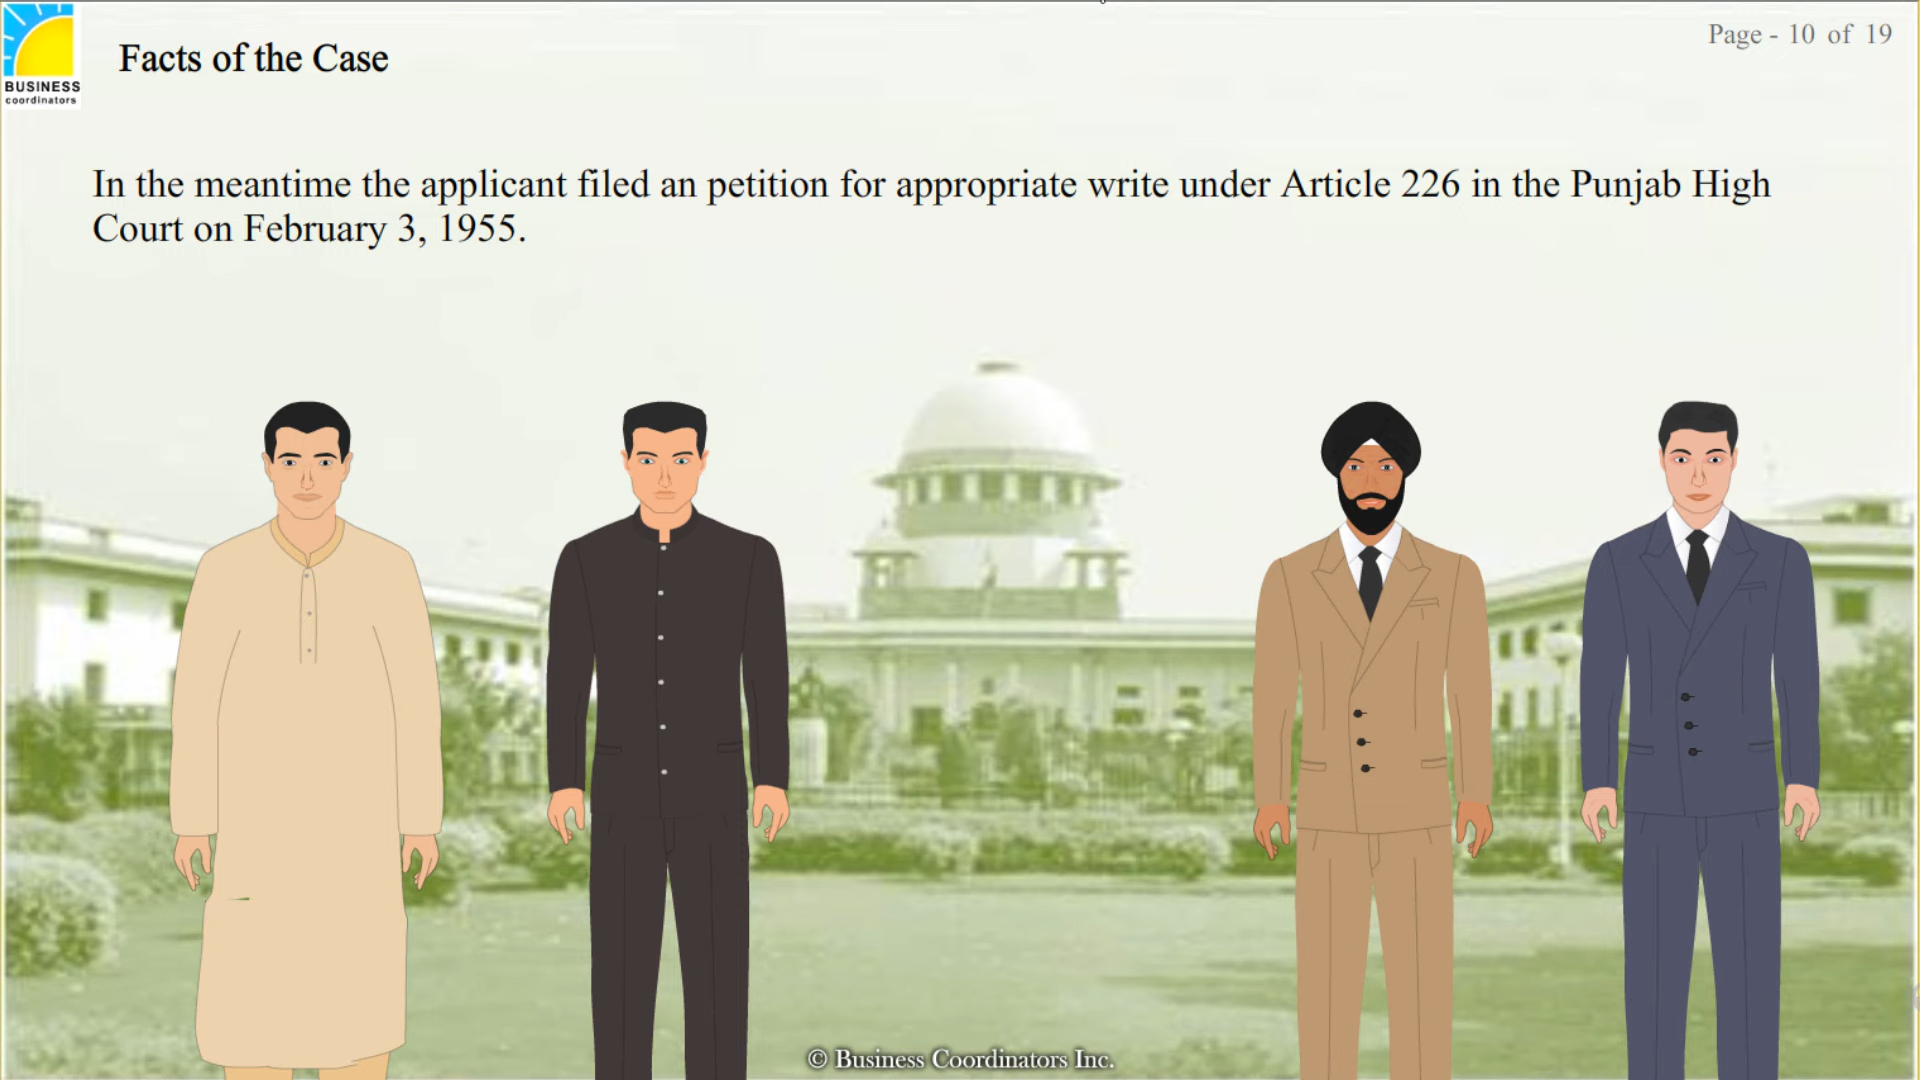 BUSINESS
coordinators
Facts of the Case
Page - 10 of 19
In the meantime the applicant filed an petition for appropriate write under Article 226 in the Punjab High
Court on February 3, 1955.
© Business Coordinators Inc.